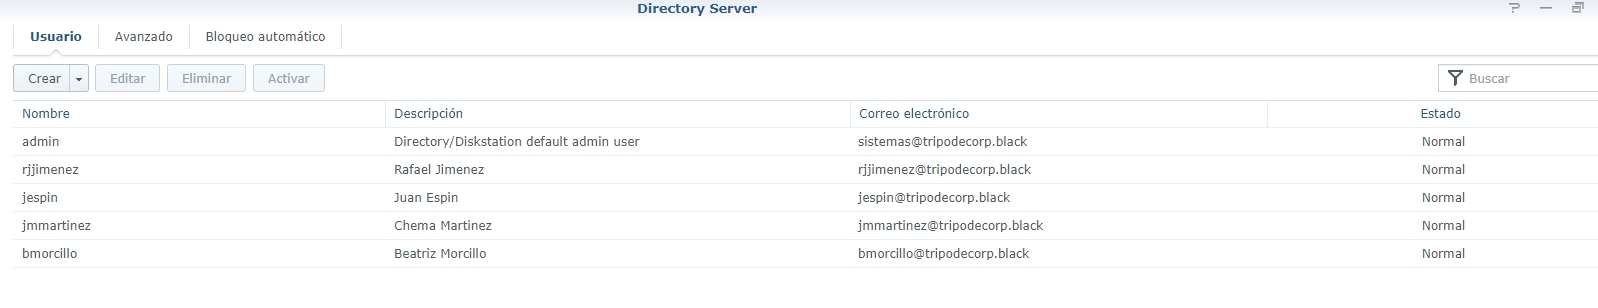 Directory Server
Usuario Avanzado Bloqueo automático
Crear Editar Eliminar Activar Buscar
Nombre Descripción Correo electrónico Estado
admin Directory/Diskstation default admin user sistemas@tripodecorp.black Normal
rjjimenez Rafael Jimenez rjjimenez@tripodecorp.black Normal
jespin Juan Espin jespin@tripodecorp.black Normal
jmmartinez Chema Martinez jmmartinez@tripodecorp.black Normal
bmorcillo Beatriz Morcillo bmorcillo@tripodecorp.black Normal